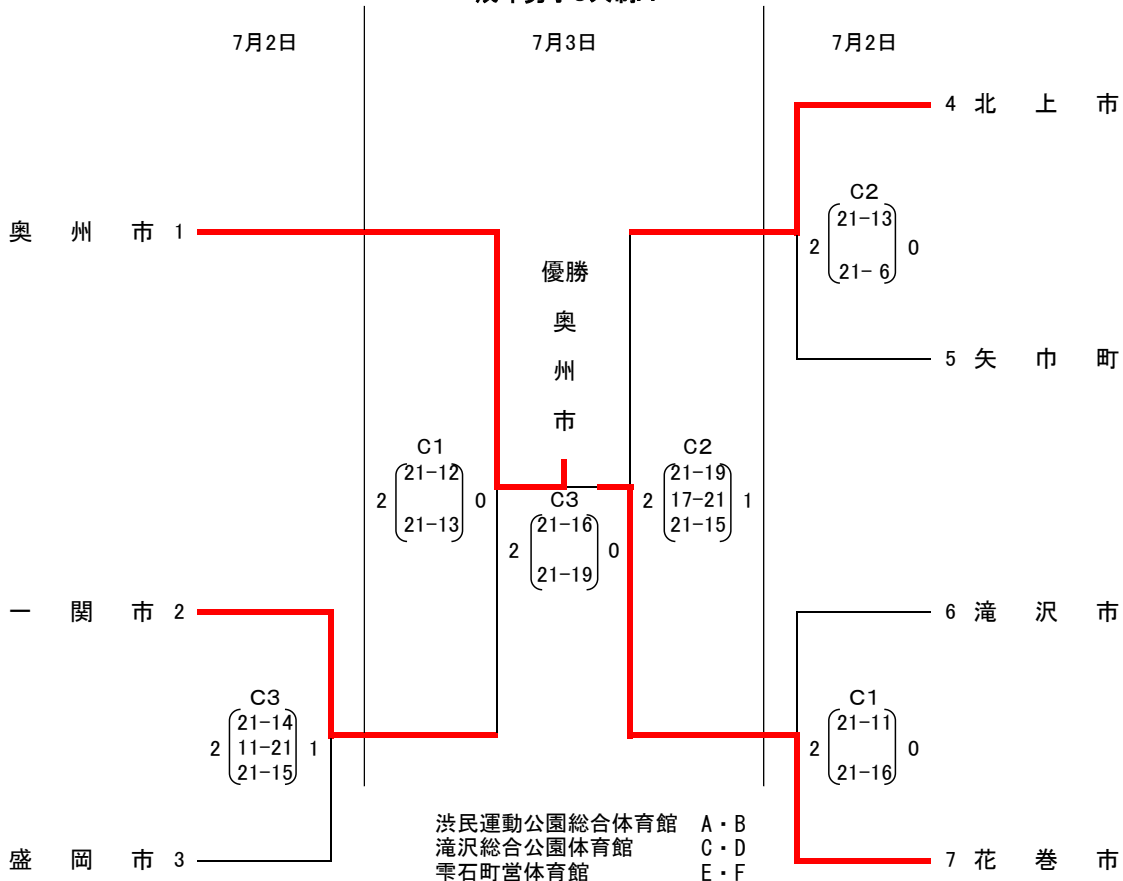 7月2日
7月3日
7月2日
4 北上市
C2
21-13
2 0
21- 6
奥州市 1
優勝
奥
州
市
5 矢巾町
C1
21-12
2 0
21-13
C2
21-19
2 17-21 1
21-15
C3
21-16
2 0
21-19
一関市 2
6 滝沢市
C3
21-14
2 11-21 1
21-15
C1
21-11
2 0
21-16
渋民運動公園総合体育館 A・B
滝沢総合公園体育館 C・D
雫石町営体育館 E・F
盛岡市 3
7 花巻市